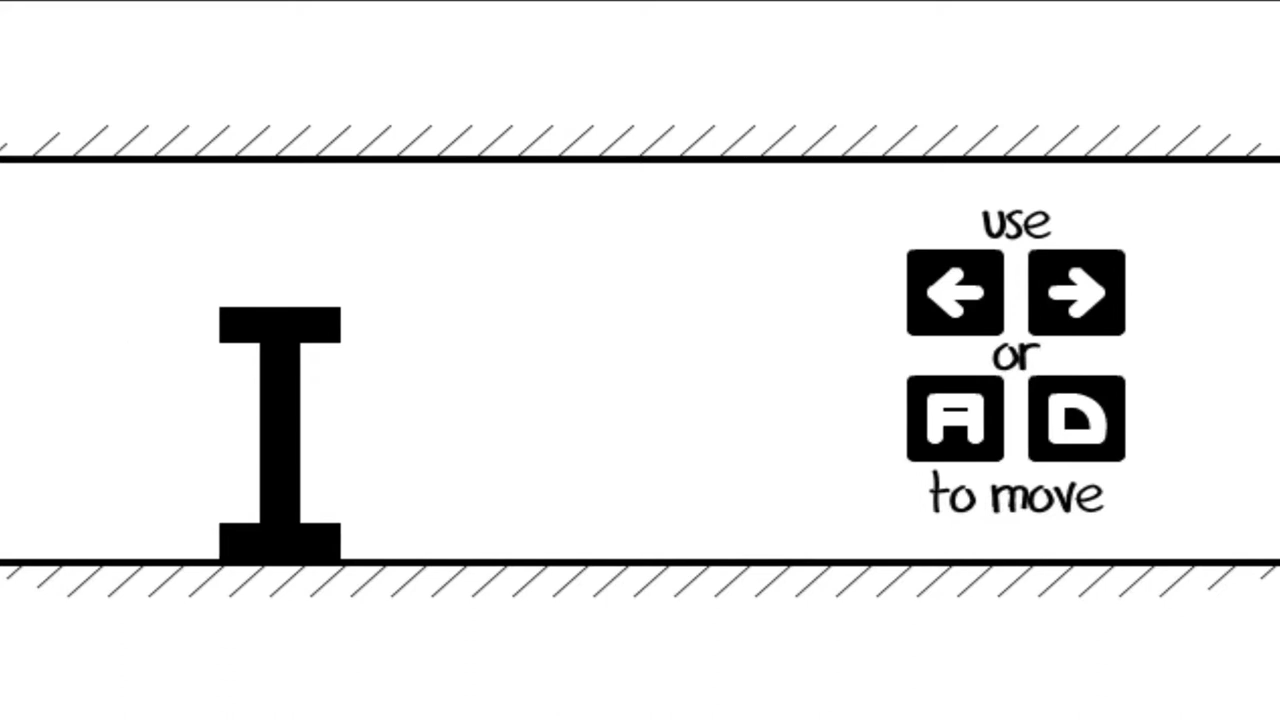 I
use
← →
or
A D
to move